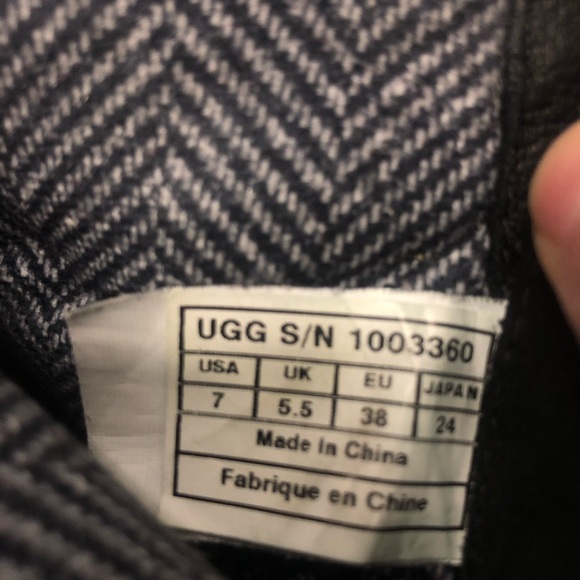 UGG S/N 1003360
USA UK EU JAPAN
7 5.5 38 24
Made In China
Fabrique en Chine